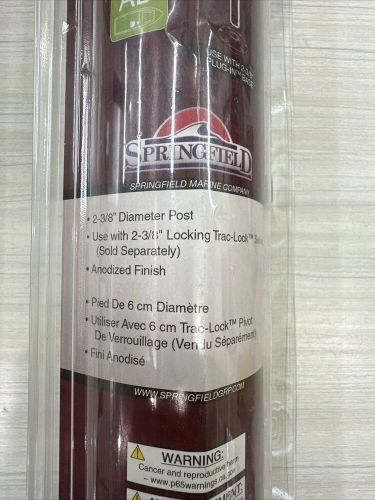 USE WITH 2-3/8"
PLUG-IN™ BASE
SPRINGFIELD
SPRINGFIELD MARINE COMPANY
• 2-3/8" Diameter Post
• Use with 2-3/8" Locking Trac-Lock™
(Sold Separately)
• Anodized Finish
• Pied De 6 cm Diamètre
• Utiliser Avec 6 cm Trac-Lock™ Pivot
De Verrouillage (Vendu Séparément)
• Fini Anodisé
WWW.SPRINGFIELDGRP.COM
WARNING:
Cancer and reproductive harm
– www.p65warnings.ca.gov